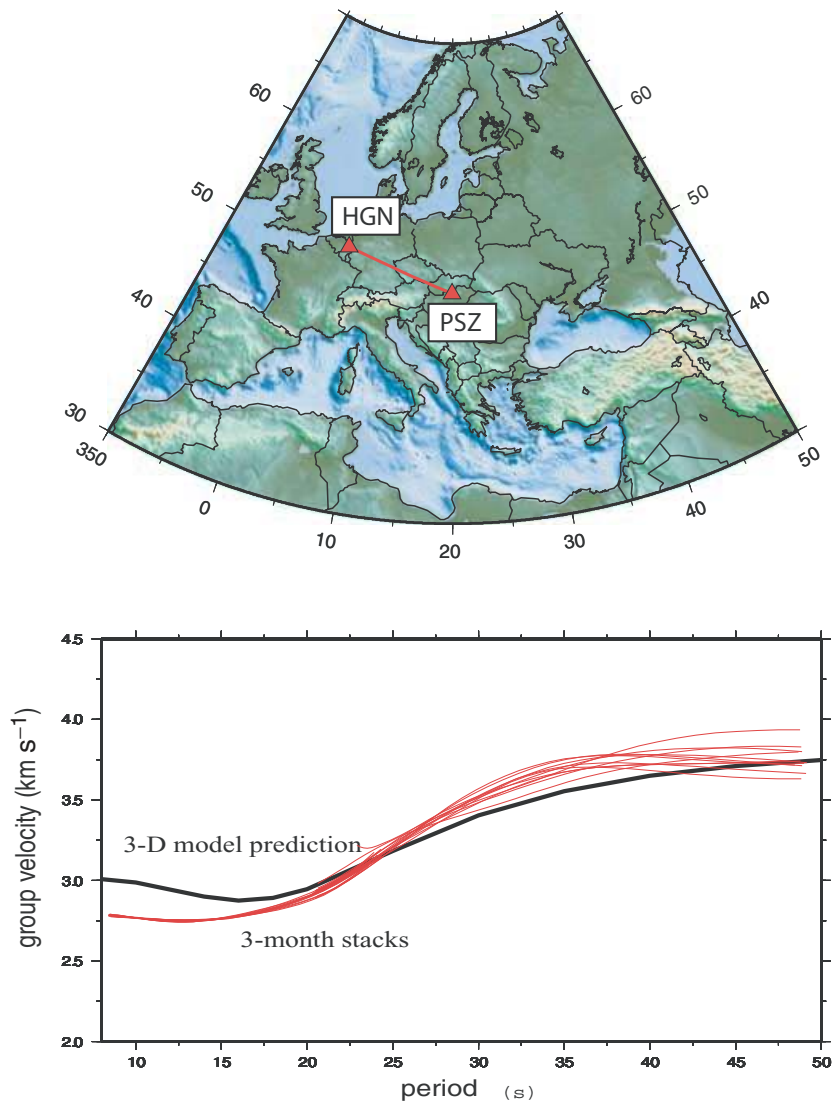 60
60
50
50
HGN
40
40
PSZ
30
350
50
0
40
10
30
20
4.5
4.0
3.5
3-D model prediction
3.0
3-month stacks
2.5
2.0
group velocity (km s−1)
10 15 20 25 30 35 40 45 50
period (s)